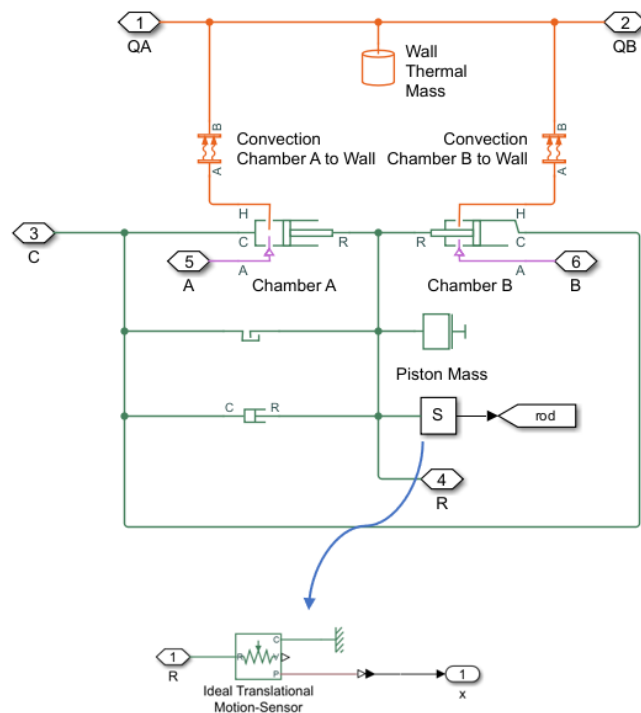 1
QA
2
QB
Wall
Thermal
Mass
B
A
Convection
Chamber A to Wall
Convection
Chamber B to Wall
B
A
H
C
R
3
C
5
A
A
Chamber A
R
H
C
6
B
A
Chamber B
Piston Mass
C
R
S
rod
4
R
1
R
R
C
V
P
Ideal Translational
Motion-Sensor
1
x